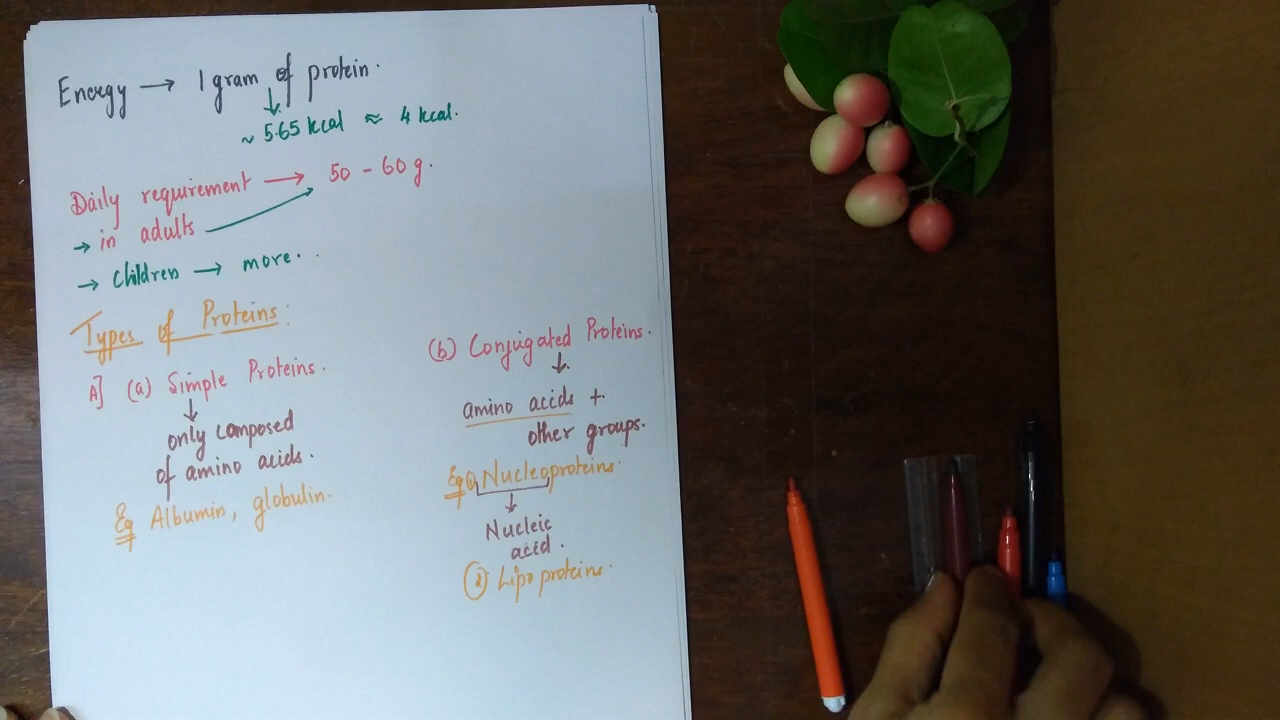 Energy → 1 gram of protein.
↓
~ 5.65 kcal ≈ 4 kcal.
Daily requirement → 50 - 60 g.
→ in adults
→ Children → more. .
Types of Proteins:
A] (a) Simple Proteins.
↓
only composed
of amino acids.
Eg Albumin, globulin.
(b) Conjugated Proteins.
↓
amino acids +
other groups.
Eg ① Nucleoproteins.
↓
Nucleic
acid.
② Lipoproteins.